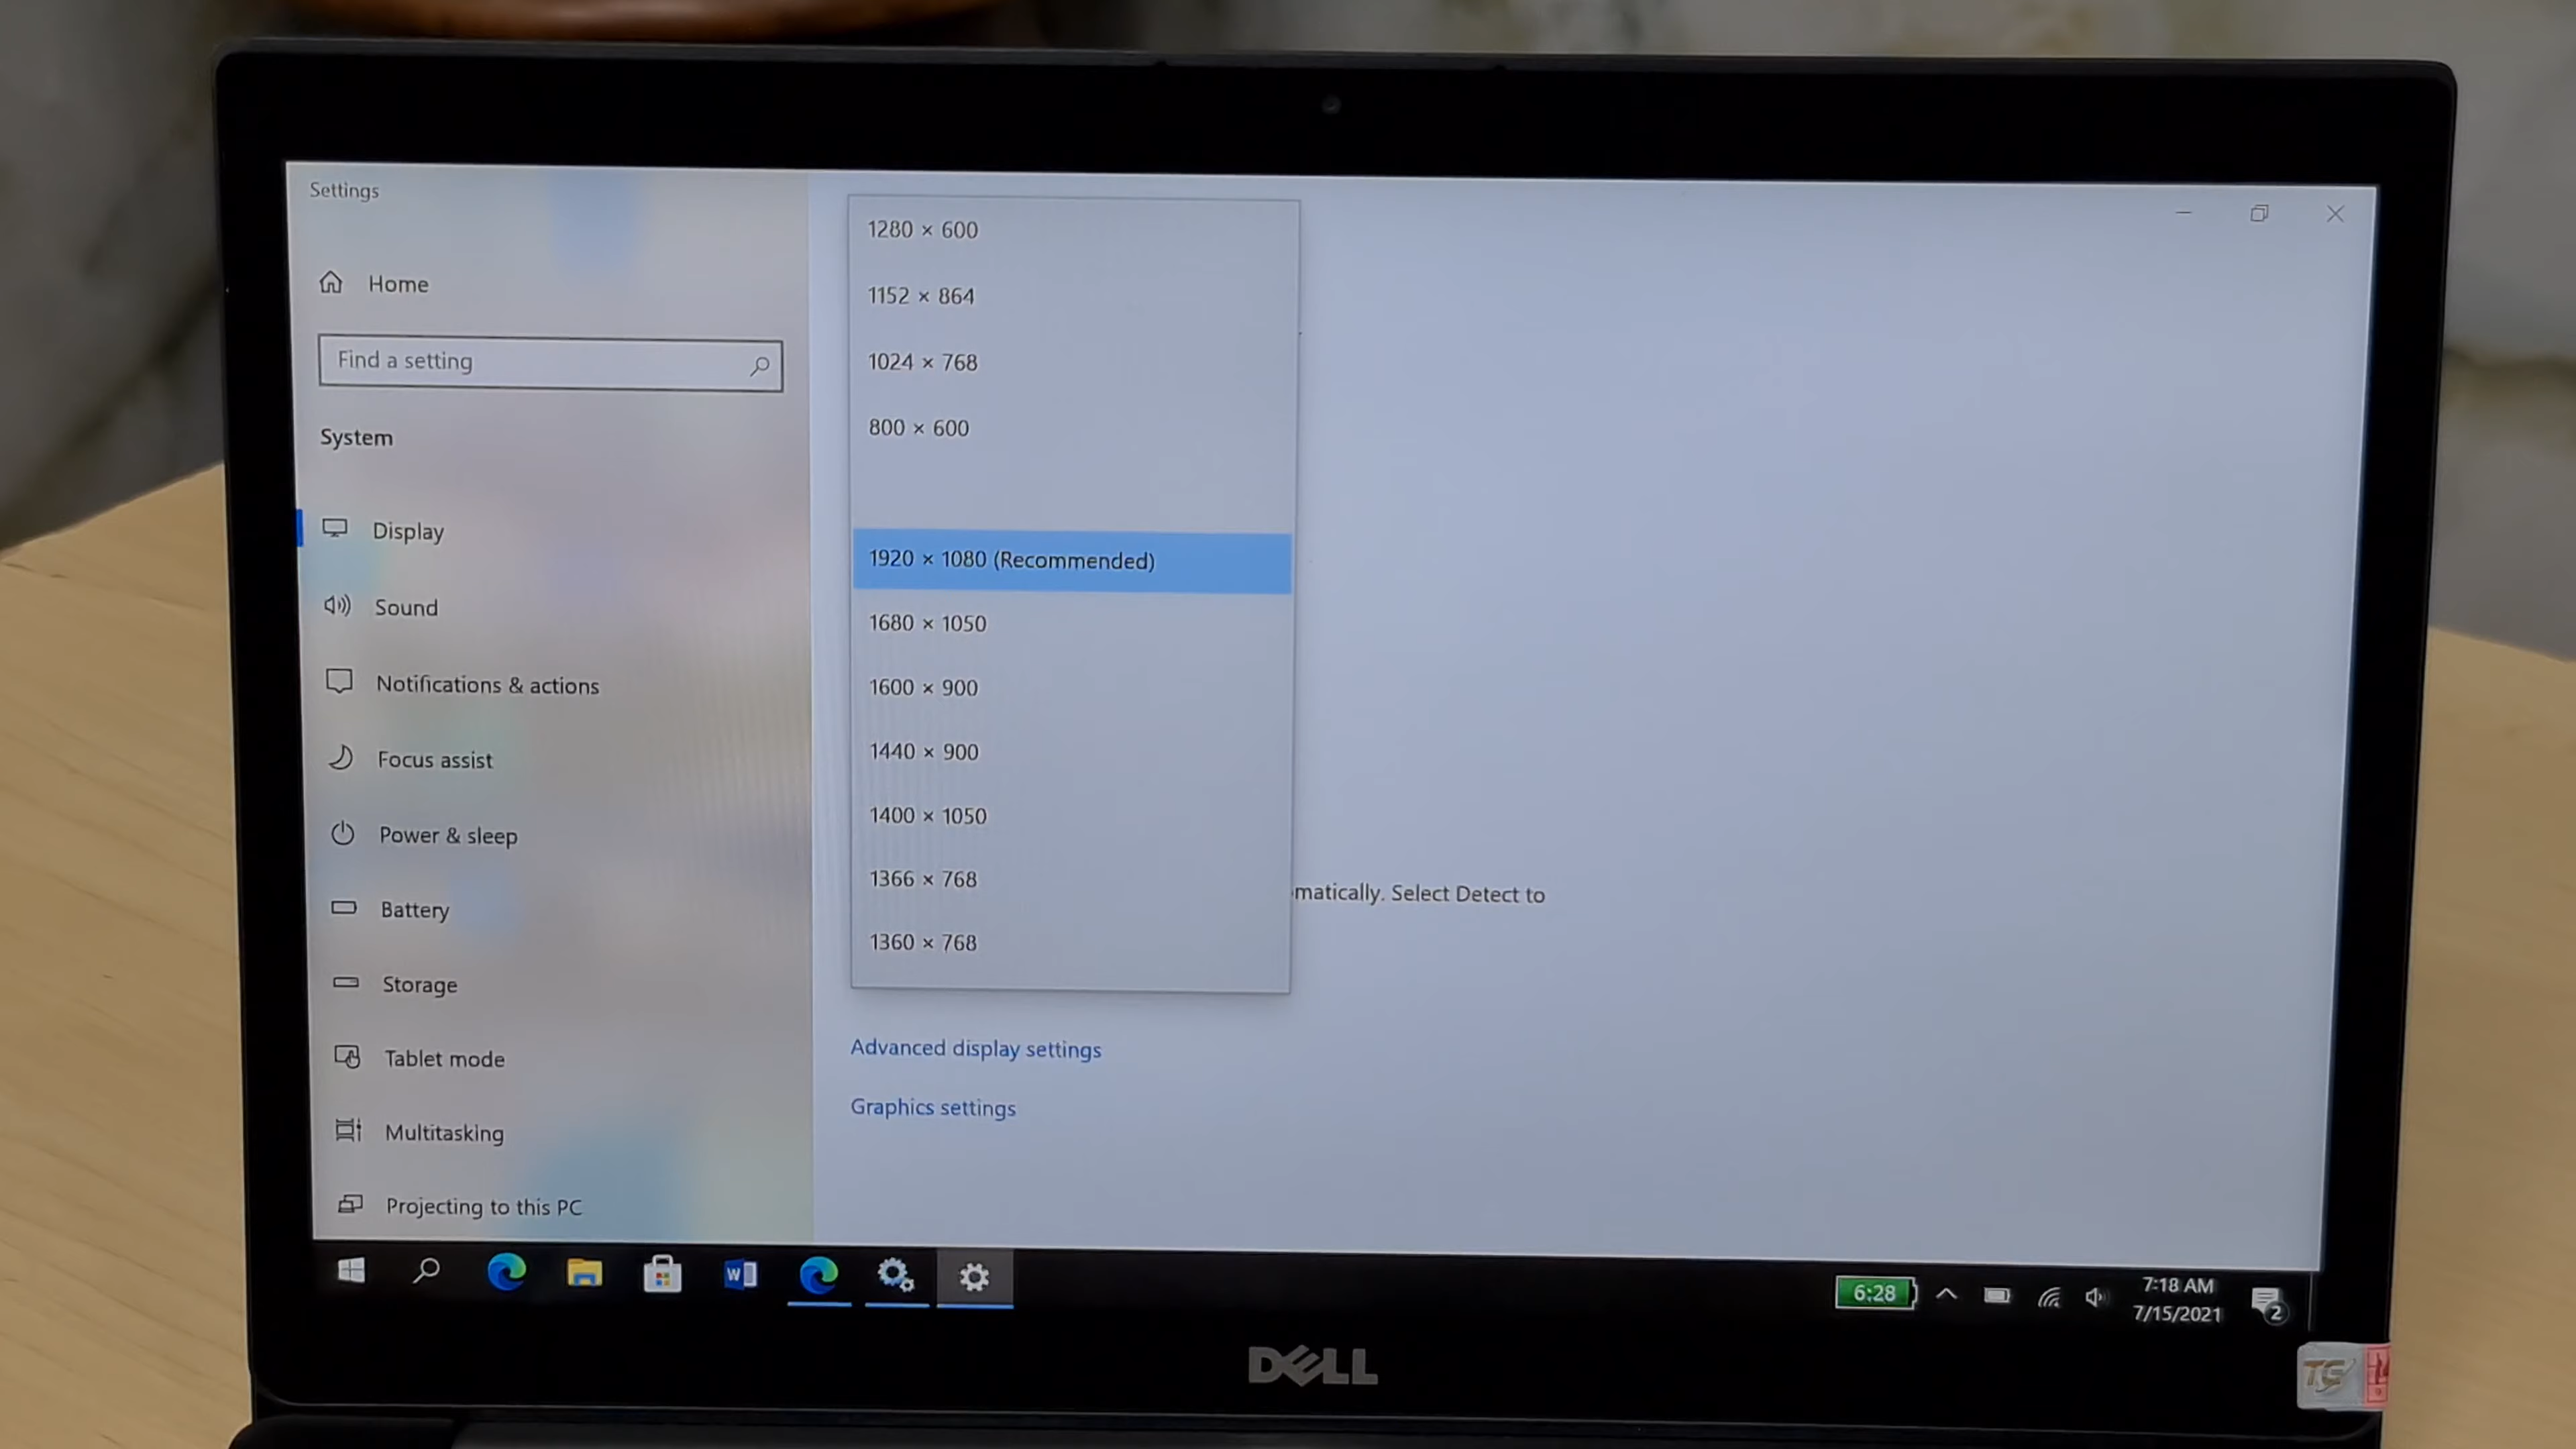 Settings
Home
Find a setting
System
Display
Sound
Notifications & actions
Focus assist
Power & sleep
Battery
Storage
Tablet mode
Multitasking
Projecting to this PC
1280 × 600
1152 × 864
1024 × 768
800 × 600
1920 × 1080 (Recommended)
1680 × 1050
1600 × 900
1440 × 900
1400 × 1050
1366 × 768
1360 × 768
matically. Select Detect to
Advanced display settings
Graphics settings
W
6:28
7:18 AM
7/15/2021
2
DELL
TG